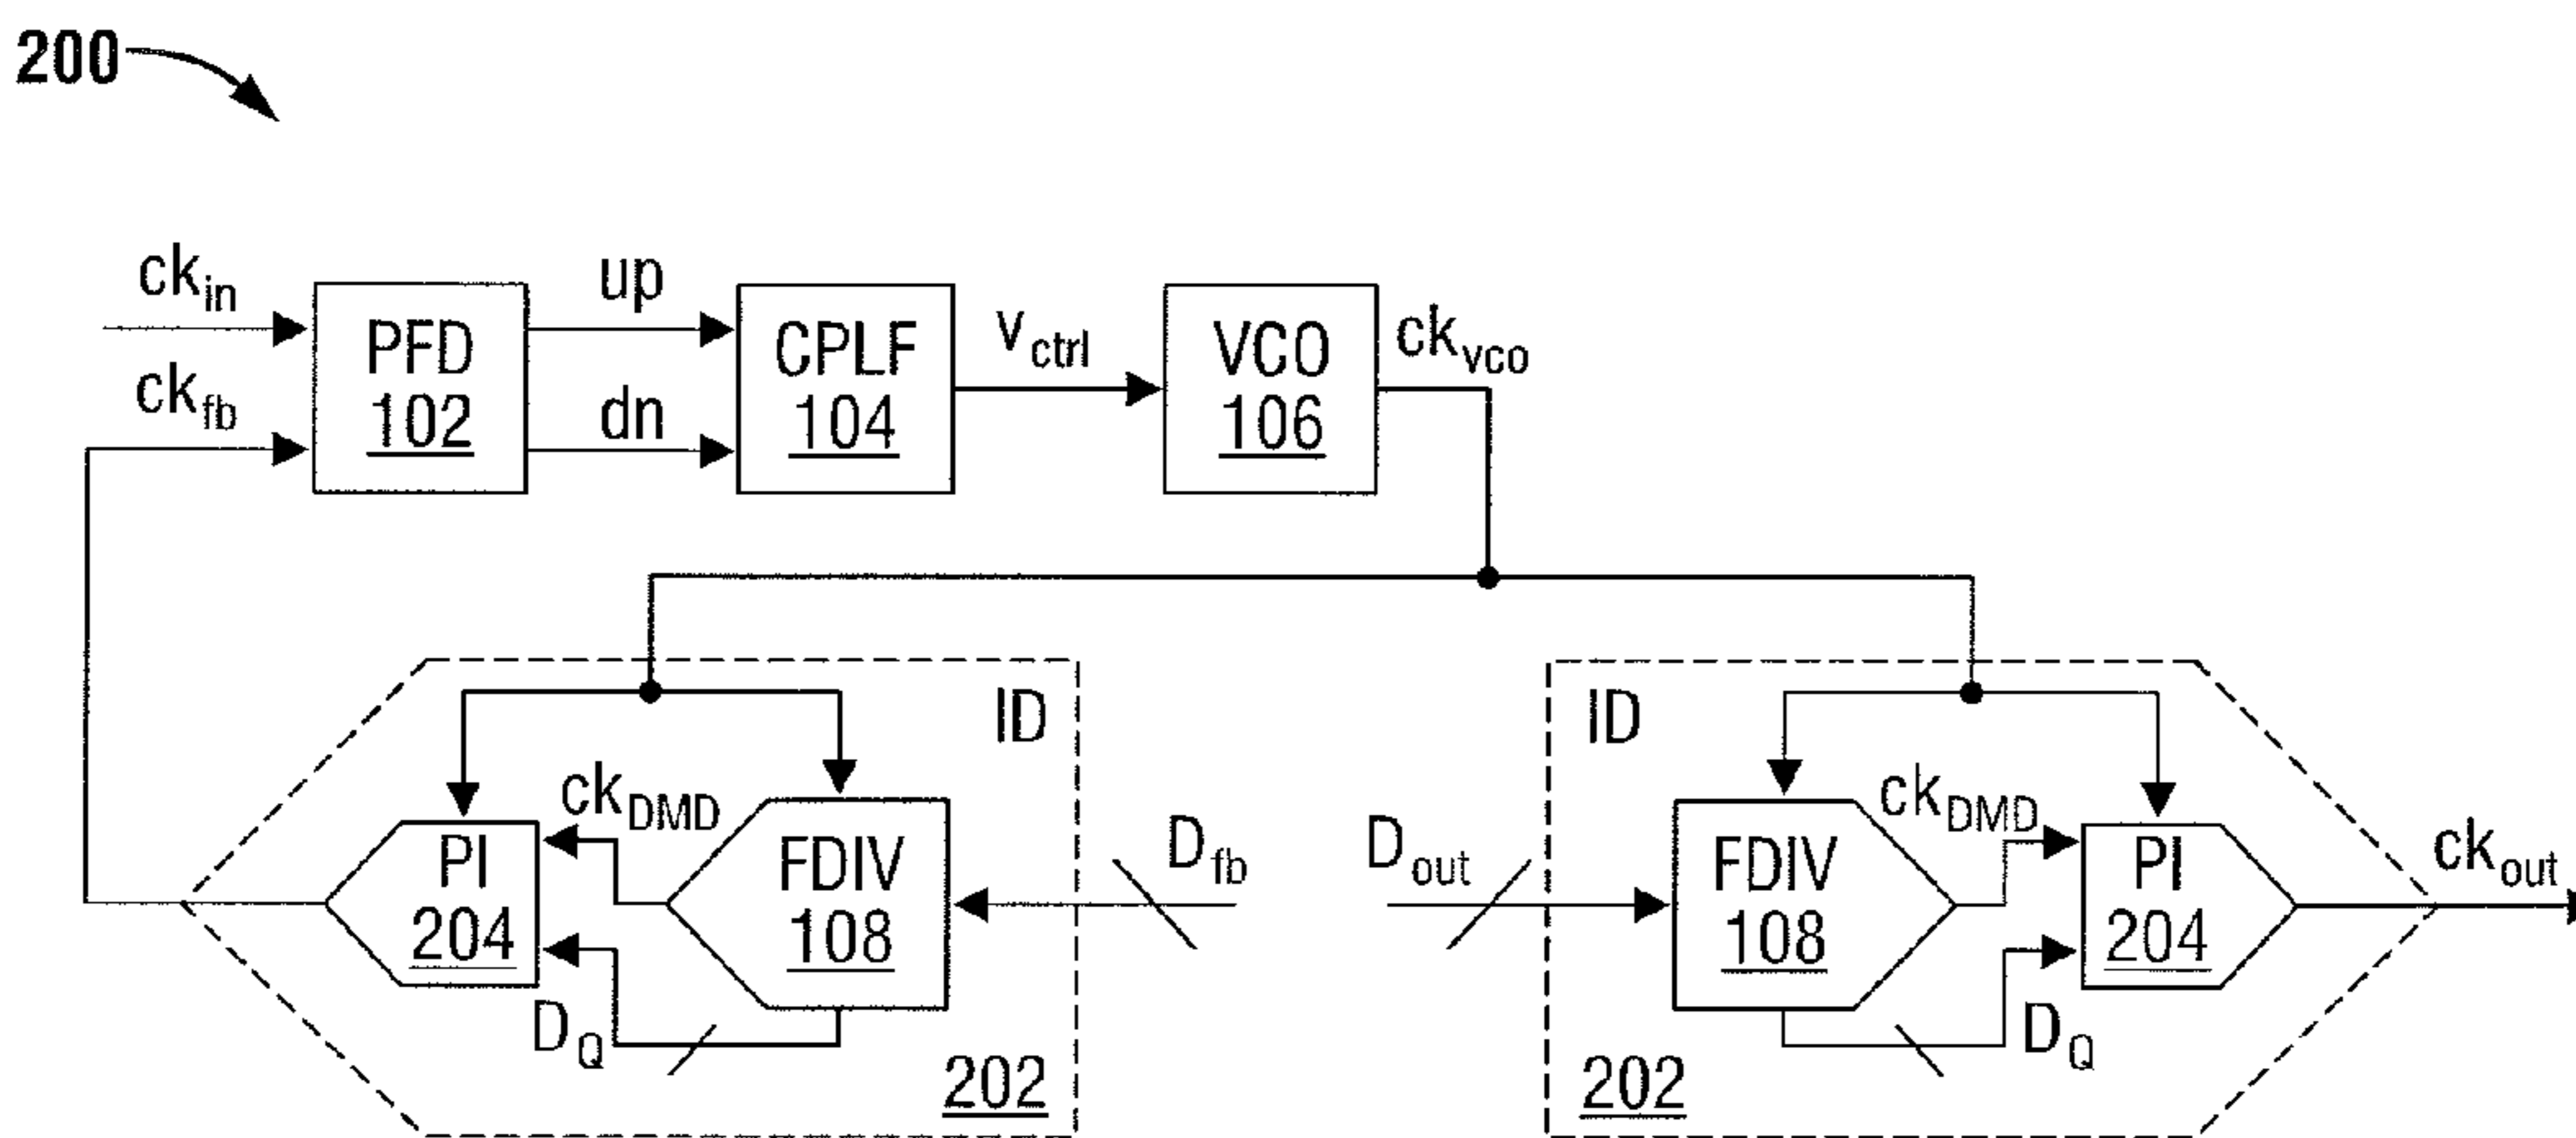 200
ck_in
ck_fb
PFD
102
up
dn
CPLF
104
v_ctrl
VCO
106
ck_vco
ID
ck_DMD
PI
204
FDIV
108
D_Q
202
D_fb
D_out
ID
FDIV
108
ck_DMD
PI
204
D_Q
202
ck_out